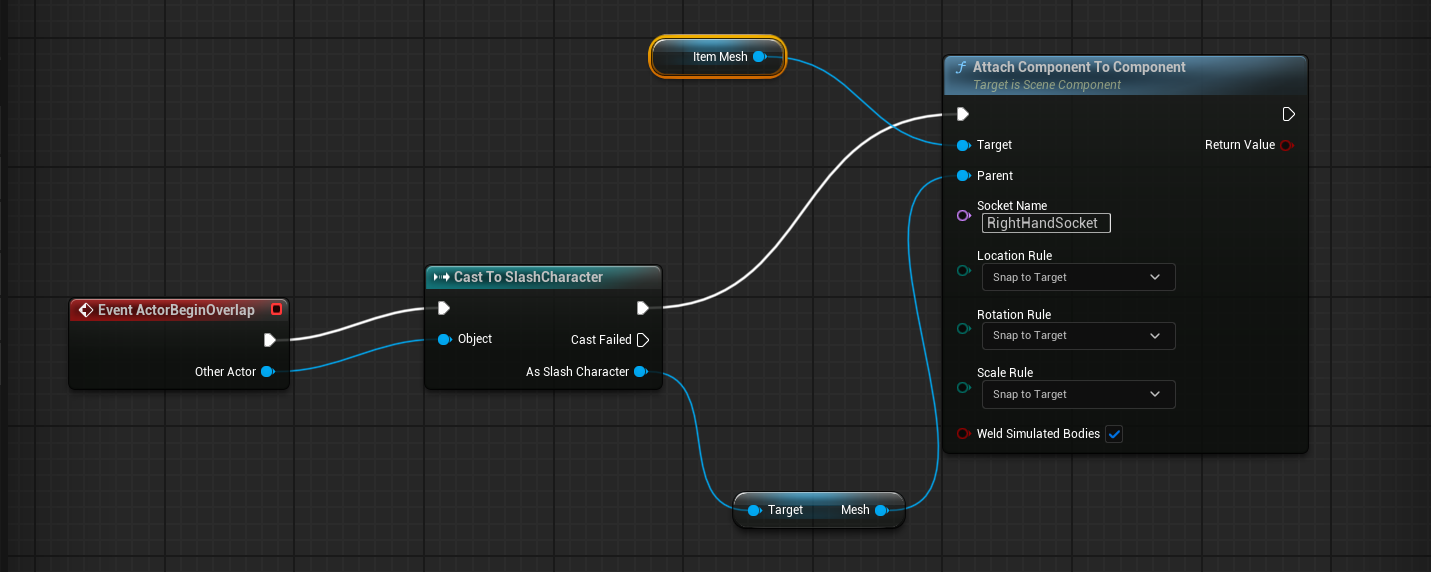 Item Mesh
Attach Component To Component
Target is Scene Component
Target
Return Value
Parent
Socket Name
RightHandSocket
Location Rule
Snap to Target
Rotation Rule
Snap to Target
Scale Rule
Snap to Target
Weld Simulated Bodies
Cast To SlashCharacter
Object
Cast Failed
As Slash Character
Event ActorBeginOverlap
Other Actor
Target Mesh